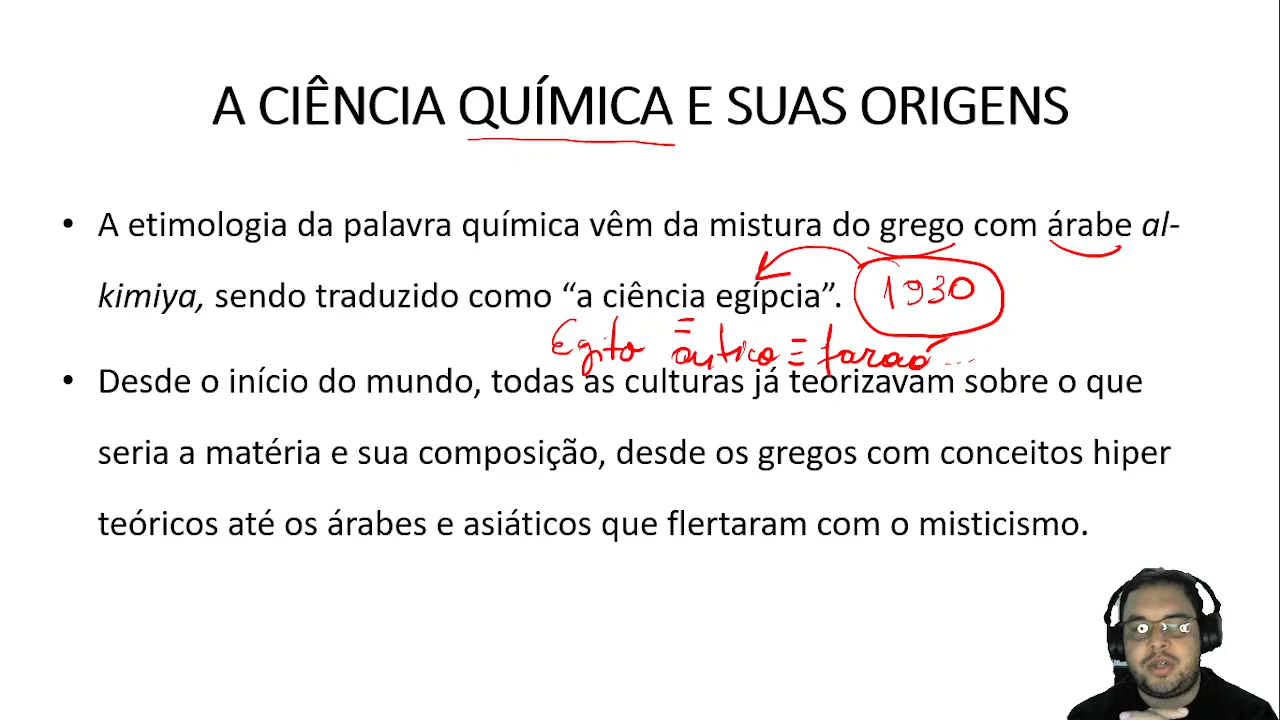 A CIÊNCIA QUÍMICA E SUAS ORIGENS
• A etimologia da palavra química vêm da mistura do grego com árabe al-
kimiya, sendo traduzido como “a ciência egípcia”. 1930
Egito antico = faraó ...
• Desde o início do mundo, todas as culturas já teorizavam sobre o que
seria a matéria e sua composição, desde os gregos com conceitos hiper
teóricos até os árabes e asiáticos que flertaram com o misticismo.